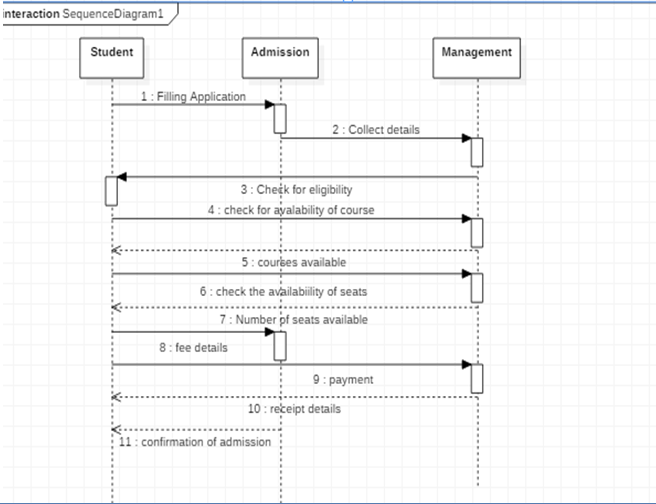 interaction SequenceDiagram1
Student
Admission
Management
1 : Filling Application
2 : Collect details
3 : Check for eligibility
4 : check for avalability of course
5 : courses available
6 : check the availabiility of seats
7 : Number of seats available
8 : fee details
9 : payment
10 : receipt details
11 : confirmation of admission